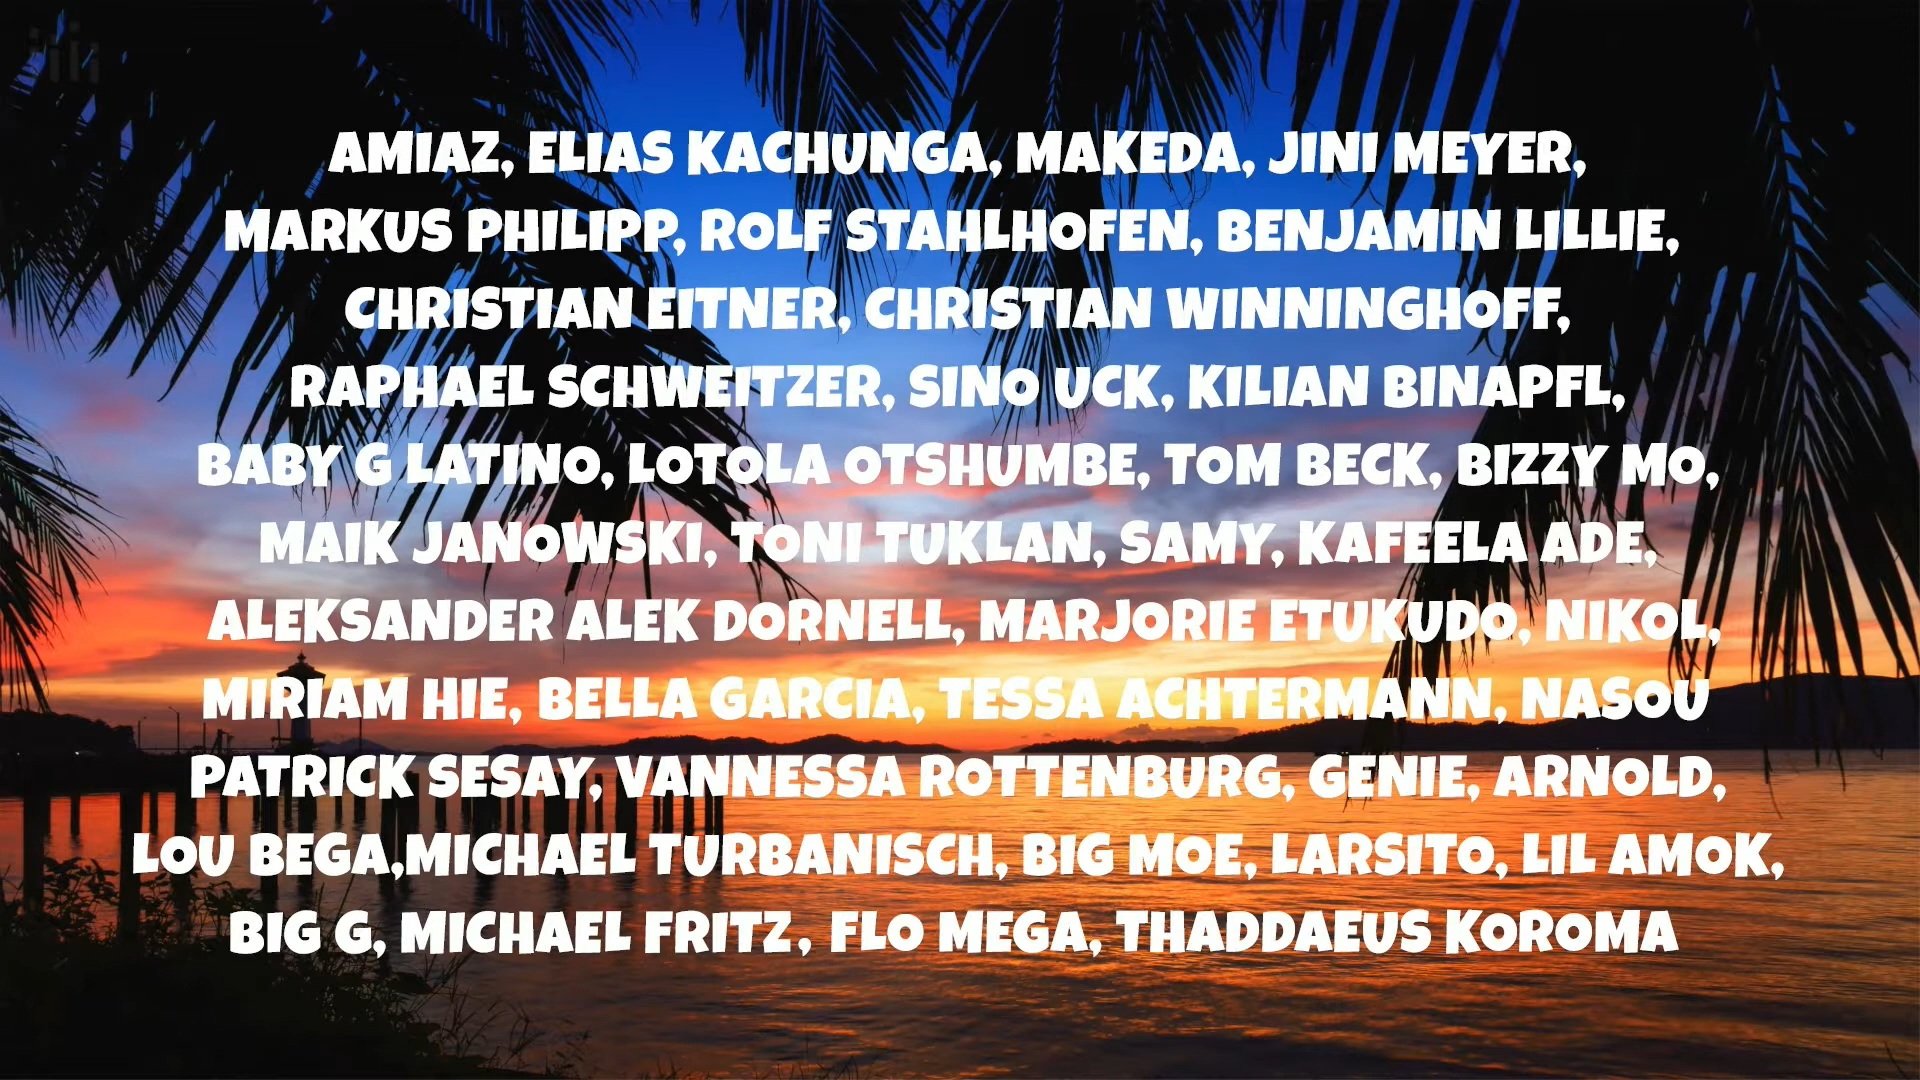 AMIAZ, ELIAS KACHUNGA, MAKEDA, JINI MEYER,
MARKUS PHILIPP, ROLF STAHLHOFEN, BENJAMIN LILLIE,
CHRISTIAN EITNER, CHRISTIAN WINNINGHOFF,
RAPHAEL SCHWEITZER, SINO UCK, KILIAN BINAPFL,
BABY G LATINO, LOTOLA OTSHUMBE, TOM BECK, BIZZY MO,
MAIK JANOWSKI, TONI TUKLAN, SAMY, KAFEELA ADE,
ALEKSANDER ALEK DORNELL, MARJORIE ETUKUDO, NIKOL,
MIRIAM HIE, BELLA GARCIA, TESSA ACHTERMANN, NASOU
PATRICK SESAY, VANNESSA ROTTENBURG, GENIE, ARNOLD,
LOU BEGA,MICHAEL TURBANISCH, BIG MOE, LARSITO, LIL AMOK,
BIG G, MICHAEL FRITZ, FLO MEGA, THADDAEUS KOROMA